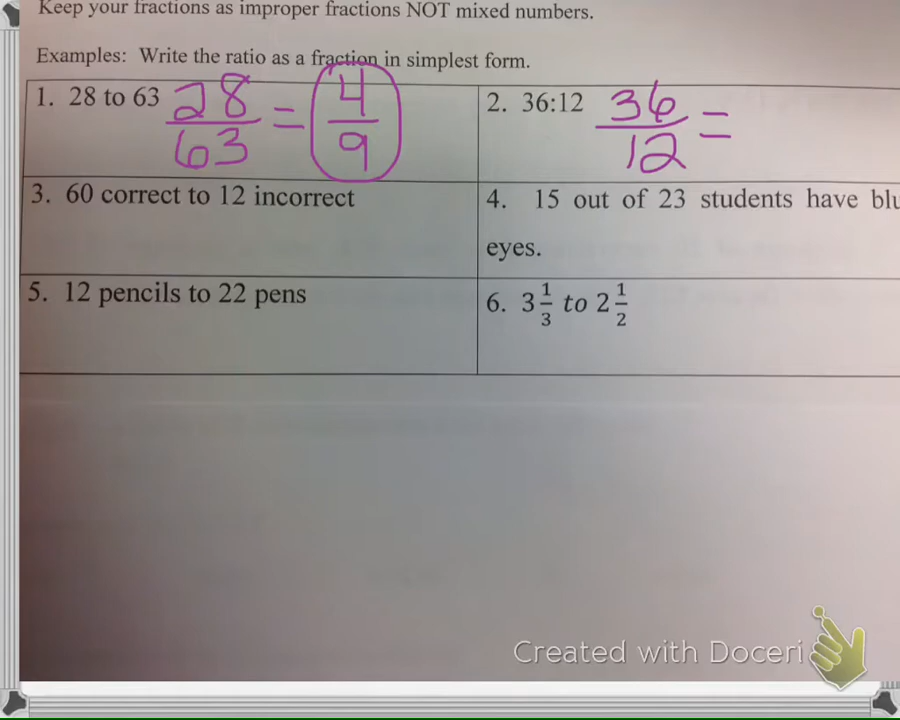 Keep your fractions as improper fractions NOT mixed numbers.
Examples: Write the ratio as a fraction in simplest form.
1. 28 to 63 28/63 = 4/9
2. 36:12 36/12 =
3. 60 correct to 12 incorrect
4. 15 out of 23 students have blu
eyes.
5. 12 pencils to 22 pens
6. 3 1/3 to 2 1/2
Created with Doceri